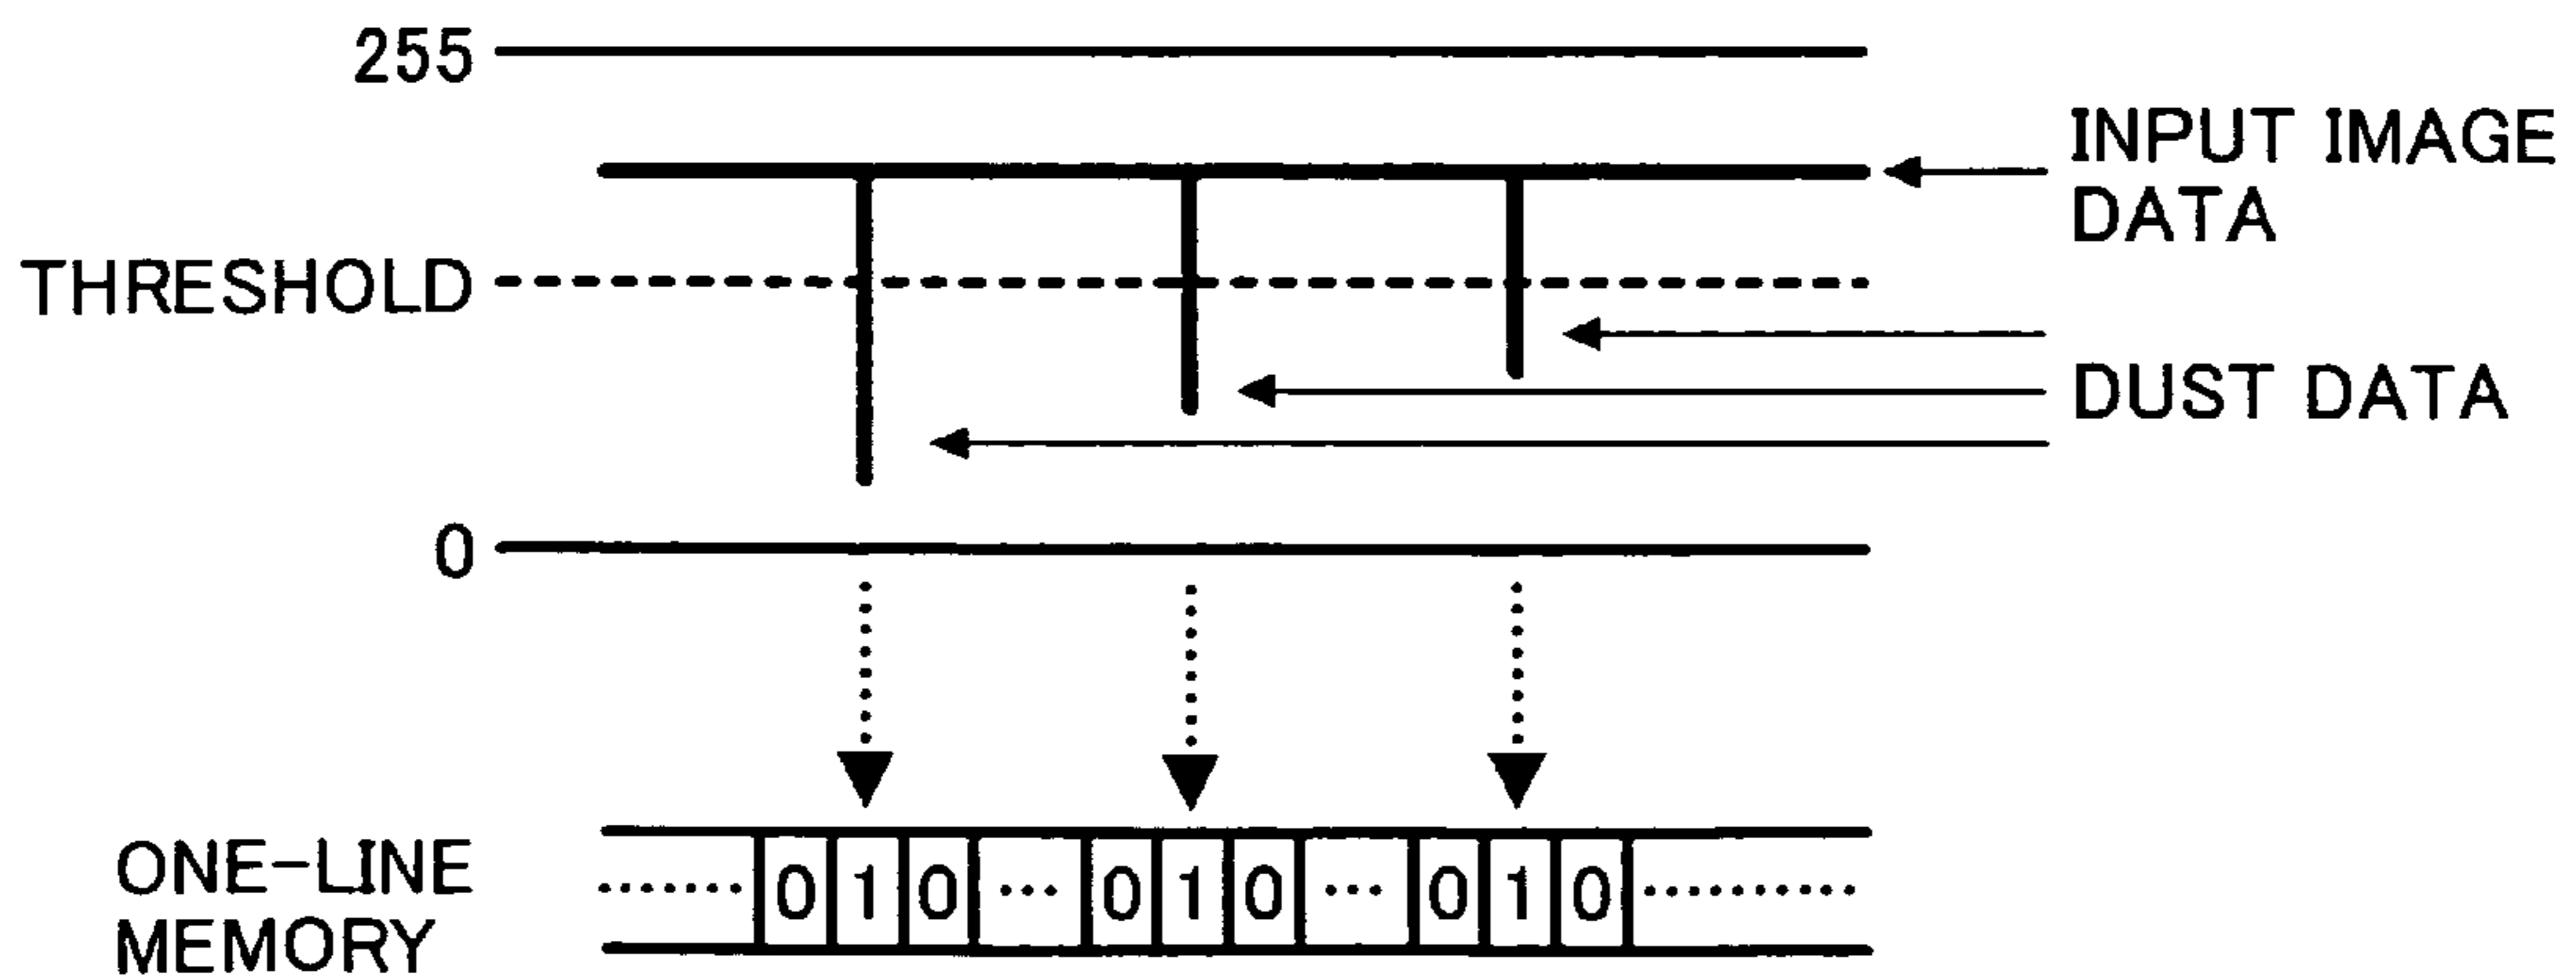 255
INPUT IMAGE
DATA
THRESHOLD
DUST DATA
0
ONE-LINE
MEMORY
0 1 0 ... 0 1 0 ... 0 1 0